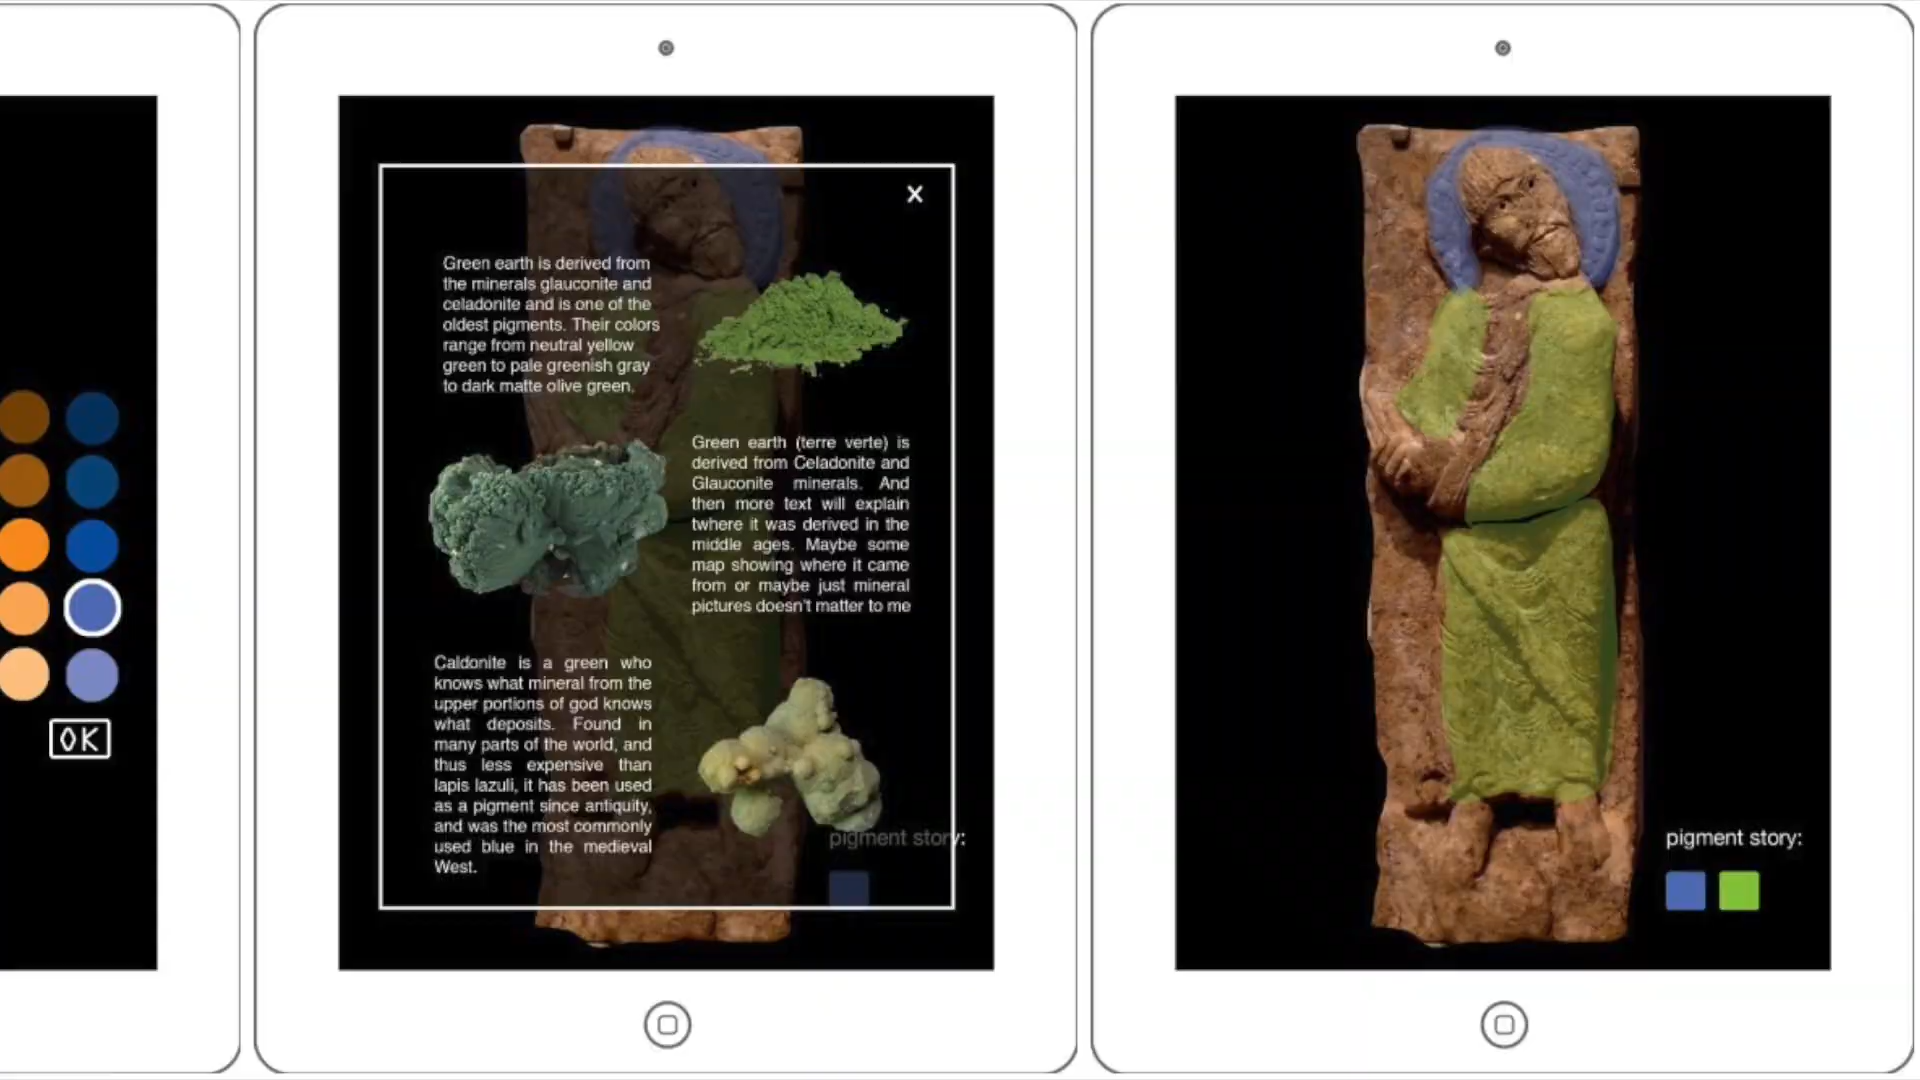 OK
X
Green earth is derived from
the minerals glauconite and
celadonite and is one of the
oldest pigments. Their colors
range from neutral yellow
green to pale greenish gray
to dark matte olive green.
Green earth (terre verte) is
derived from Celadonite and
Glauconite minerals. And
then more text will explain
twhere it was derived in the
middle ages. Maybe some
map showing where it came
from or maybe just mineral
pictures doesn't matter to me
Caldonite is a green who
knows what mineral from the
upper portions of god knows
what deposits. Found in
many parts of the world, and
thus less expensive than
lapis lazuli, it has been used
as a pigment since antiquity,
and was the most commonly
used blue in the medieval
West.
pigment story:
pigment story: